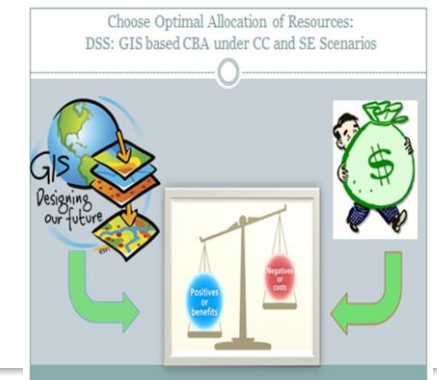 Choose Optimal Allocation of Resources:
DSS: GIS based CBA under CC and SE Scenarios
GIS
Designing
our future
$
Positives
or
benefits
Negatives
or
costs